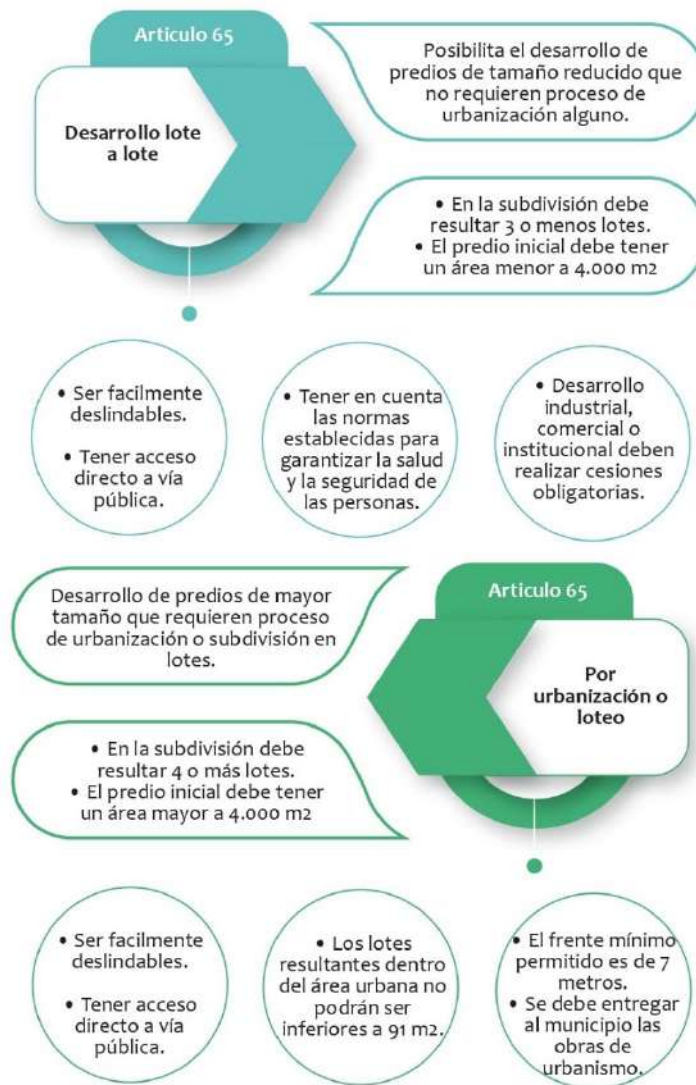 Articulo 65
Desarrollo lote
a lote
Posibilita el desarrollo de
predios de tamaño reducido que
no requieren proceso de
urbanización alguno.
• En la subdivisión debe
resultar 3 o menos lotes.
• El predio inicial debe tener
un área menor a 4.000 m2
• Ser facilmente
deslindables.
• Tener acceso
directo a vía
pública.
• Tener en cuenta
las normas
establecidas para
garantizar la salud
y la seguridad de
las personas.
• Desarrollo
industrial,
comercial o
institucional deben
realizar cesiones
obligatorias.
Desarrollo de predios de mayor
tamaño que requieren proceso
de urbanización o subdivisión en
lotes.
• En la subdivisión debe
resultar 4 o más lotes.
• El predio inicial debe tener
un área mayor a 4.000 m2
Articulo 65
Por
urbanización o
loteo
• Ser facilmente
deslindables.
• Tener acceso
directo a vía
pública.
• Los lotes
resultantes dentro
del área urbana no
podrán ser
inferiores a 91 m2.
• El frente mínimo
permitido es de 7
metros.
• Se debe entregar
al municipio las
obras de
urbanismo.